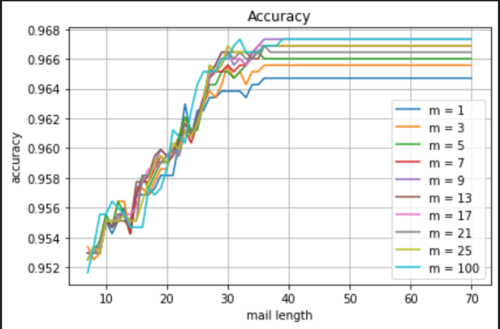 Accuracy
0.968
0.966
0.964
0.962
0.960
0.958
0.956
0.954
0.952
accuracy
m = 1
m = 3
m = 5
m = 7
m = 9
m = 13
m = 17
m = 21
m = 25
m = 100
10 20 30 40 50 60 70
mail length